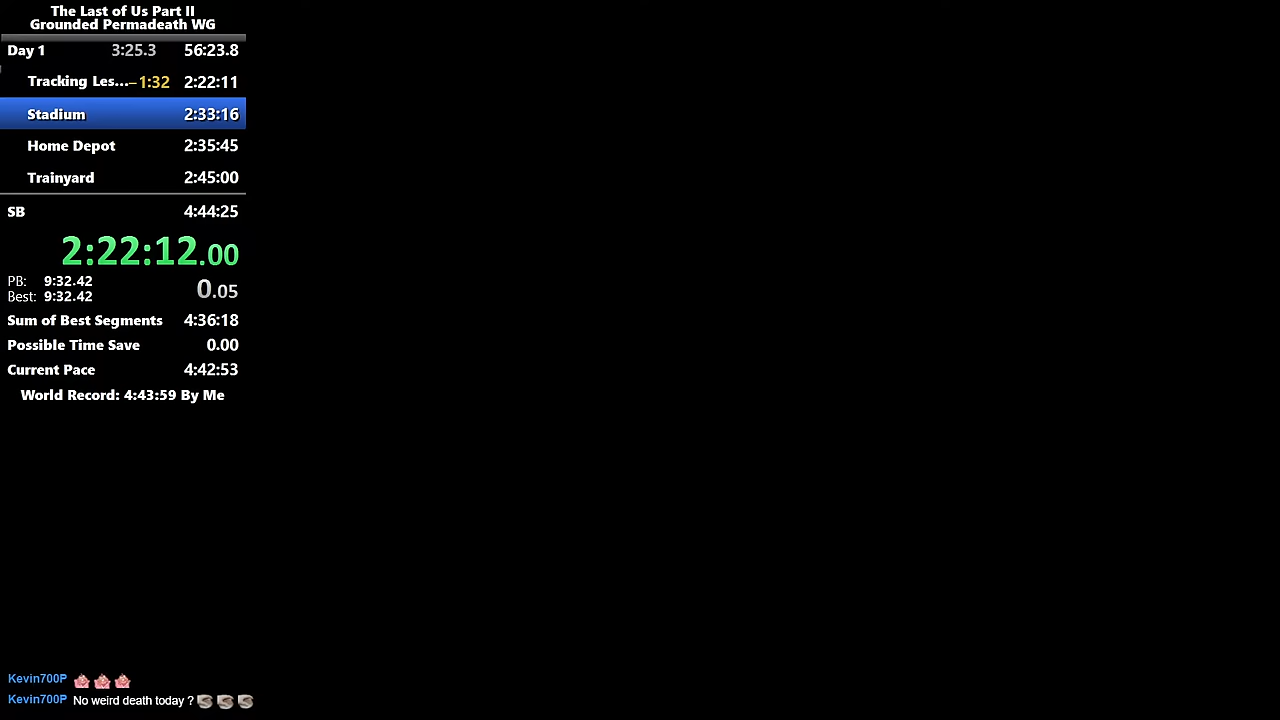 The Last of Us Part II
Grounded Permadeath WG
Day 1 3:25.3 56:23.8
Tracking Les... −1:32 2:22:11
Stadium 2:33:16
Home Depot 2:35:45
Trainyard 2:45:00
SB 4:44:25
2:22:12.00
PB: 9:32.42
0.05
Best: 9:32.42
Sum of Best Segments 4:36:18
Possible Time Save 0.00
Current Pace 4:42:53
World Record: 4:43:59 By Me
Kevin700P
Kevin700P No weird death today ?